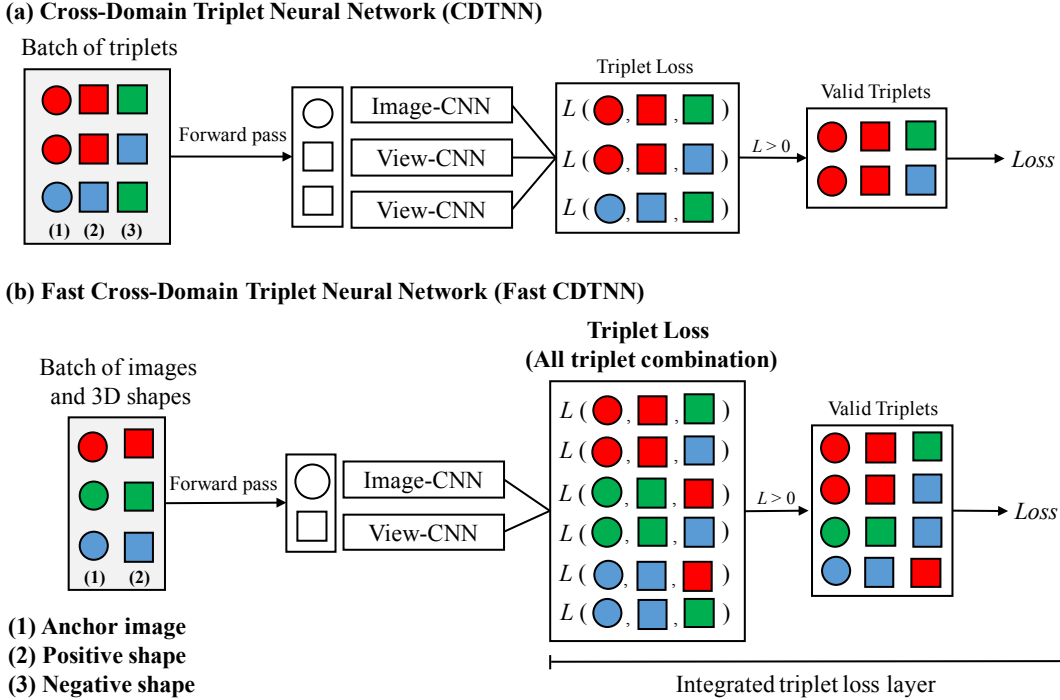 (a) Cross-Domain Triplet Neural Network (CDTNN)
Batch of triplets
(1) (2) (3)
Forward pass
Image-CNN
View-CNN
View-CNN
Triplet Loss
L ( , , )
L ( , , )
L ( , , )
L > 0
Valid Triplets
Loss
(b) Fast Cross-Domain Triplet Neural Network (Fast CDTNN)
Batch of images
and 3D shapes
(1) (2)
Forward pass
Image-CNN
View-CNN
Triplet Loss
(All triplet combination)
L ( , , )
L ( , , )
L ( , , )
L ( , , )
L ( , , )
L ( , , )
L > 0
Valid Triplets
Loss
(1) Anchor image
(2) Positive shape
(3) Negative shape
Integrated triplet loss layer